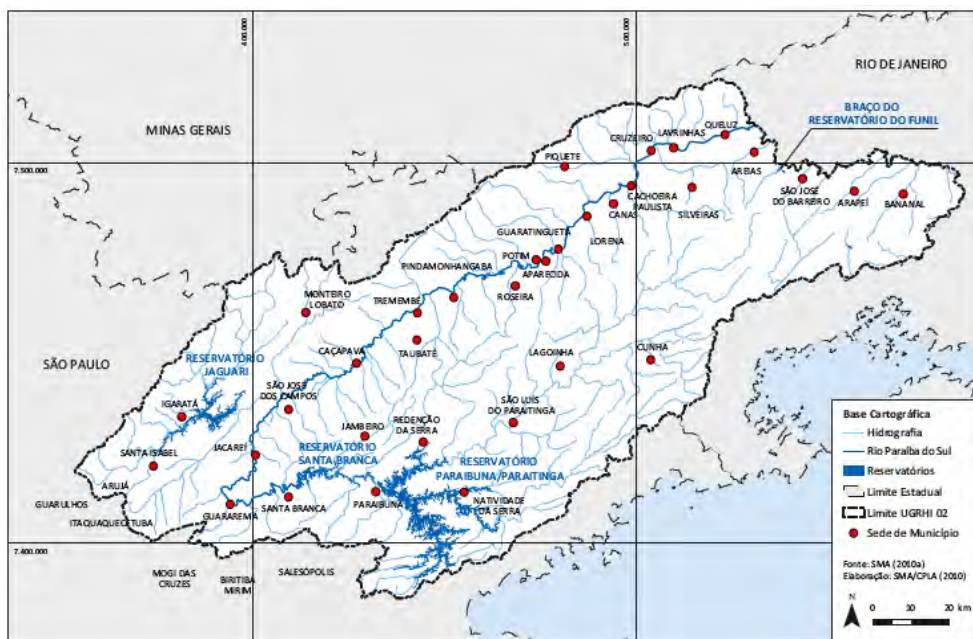 400.000
500.000
RIO DE JANEIRO
MINAS GERAIS
BRAÇO DO
RESERVATÓRIO DO FUNIL
QUELUZ
LAVRINHAS
CRUZEIRO
PIQUETE
7.500.000
AREIAS
SÃO JOSÉ
DO BARREIRO
ARAPEÍ
BANANAL
CACHOEIRA
PAULISTA
SILVEIRAS
CANAS
LORENA
GUARATINGUETÁ
POTIM
APARECIDA
PINDAMONHANGABA
ROSEIRA
MONTEIRO
LOBATO
TREMEMBÉ
TAUBATÉ
CAÇAPAVA
LAGOINHA
CUNHA
SÃO PAULO
RESERVATÓRIO
JAGUARI
SÃO JOSÉ
DOS CAMPOS
SÃO LUIS
DO PARAITINGA
IGARATÁ
REDENÇÃO
DA SERRA
JAMBEIRO
JACAREÍ
RESERVATÓRIO
SANTA BRANCA
RESERVATÓRIO
PARAIBUNA/PARAITINGA
SANTA ISABEL
ARUJÁ
GUARULHOS
ITAQUAQUECETUBA
GUARAREMA
SANTA BRANCA
PARAIBUNA
NATIVIDADE
DA SERRA
7.400.000
MOGI DAS
CRUZES
BIRITIBA
MIRIM
SALESÓPOLIS
Base Cartográfica
Hidrografia
Rio Paraíba do Sul
Reservatórios
Limite Estadual
Limite UGRHI 02
Sede de Município
Fonte: SMA (2010a)
Elaboração: SMA/CPLA (2010)
N
0 10 20 km